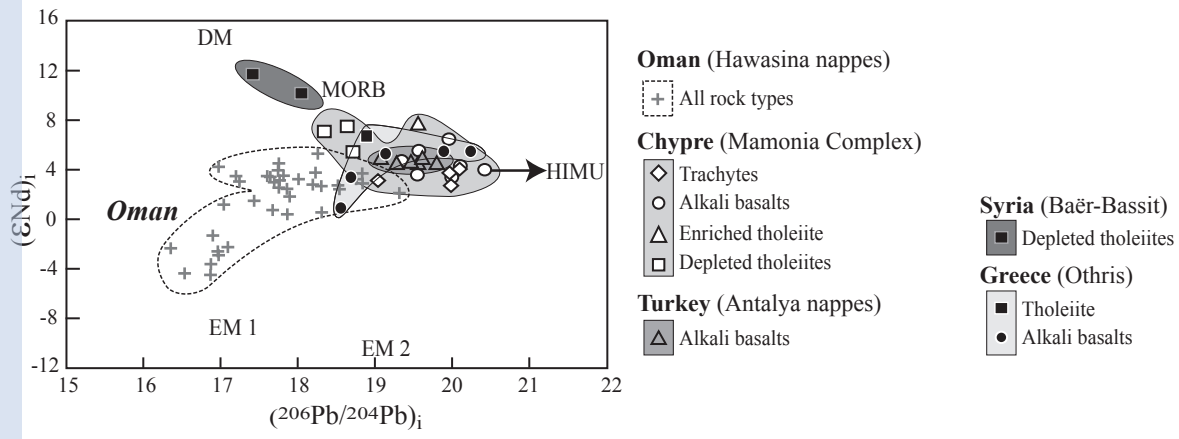 16
12
8
4
0
-4
-8
-12
(ƐNd)i
15
16
17
18
19
20
21
22
(206Pb/204Pb)i
DM
MORB
HIMU
Oman
EM 1
EM 2
Oman (Hawasina nappes)
All rock types
Chypre (Mamonia Complex)
Trachytes
Alkali basalts
Enriched tholeiite
Depleted tholeiites
Turkey (Antalya nappes)
Alkali basalts
Syria (Baër-Bassit)
Depleted tholeiites
Greece (Othris)
Tholeiite
Alkali basalts